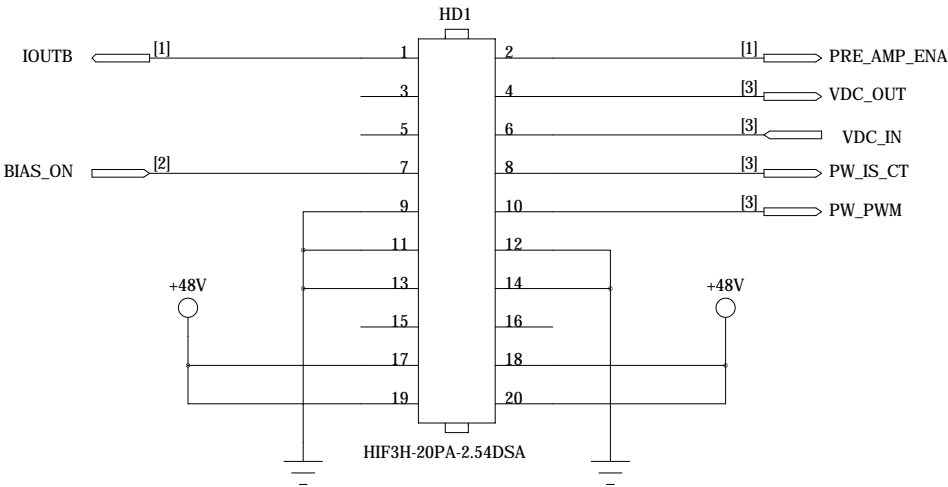 HD1
IOUTB [1] 1 2 [1] PRE_AMP_ENA
3 4 [3] VDC_OUT
5 6 [3] VDC_IN
BIAS_ON [2] 7 8 [3] PW_IS_CT
9 10 [3] PW_PWM
11 12
+48V 13 14 +48V
15 16
17 18
19 20
HIF3H-20PA-2.54DSA